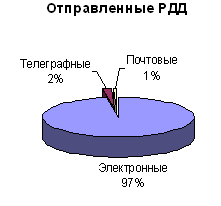 Отправленные РДД
Телеграфные
2%
Почтовые
1%
Электронные
97%